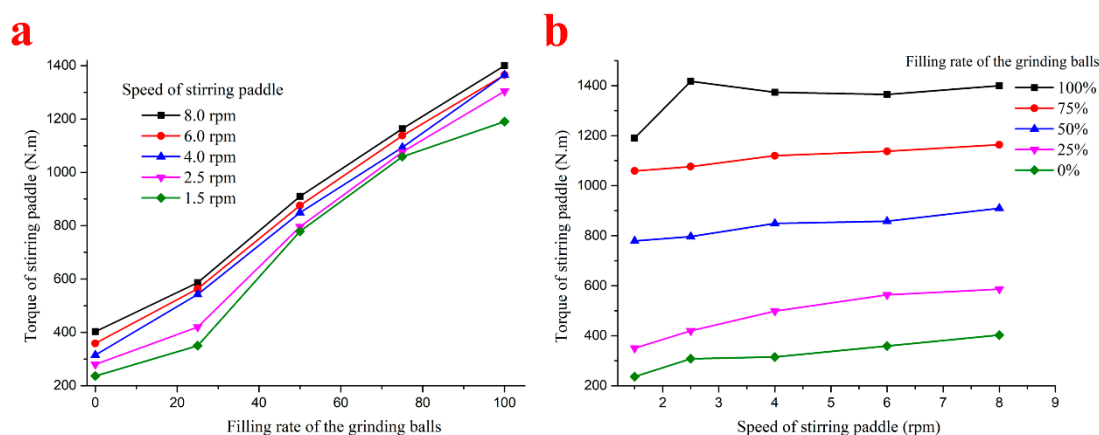 a
1400
1200
1000
800
600
400
200
0
20
40
60
80
100
Torque of stirring paddle (N.m)
Filling rate of the grinding balls
Speed of stirring paddle
8.0 rpm
6.0 rpm
4.0 rpm
2.5 rpm
1.5 rpm
b
1400
1200
1000
800
600
400
200
2
3
4
5
6
7
8
9
Torque of stirring paddle (N.m)
Speed of stirring paddle (rpm)
Filling rate of the grinding balls
100%
75%
50%
25%
0%